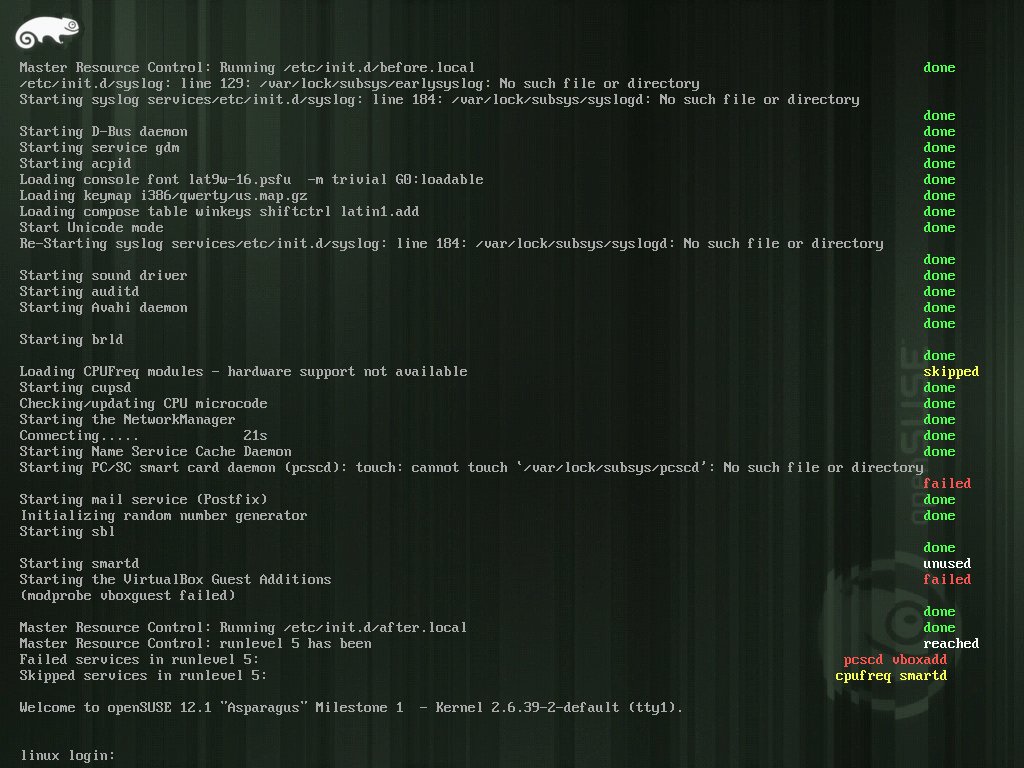 Master Resource Control: Running /etc/init.d/before.local done
/etc/init.d/syslog: line 129: /var/lock/subsys/earlysyslog: No such file or directory
Starting syslog services/etc/init.d/syslog: line 184: /var/lock/subsys/syslogd: No such file or directory
done
Starting D-Bus daemon done
Starting service gdm done
Starting acpid done
Loading console font lat9w-16.psfu  -m trivial G0:loadable done
Loading keymap i386/qwerty/us.map.gz done
Loading compose table winkeys shiftctrl latin1.add done
Start Unicode mode done
Re-Starting syslog services/etc/init.d/syslog: line 184: /var/lock/subsys/syslogd: No such file or directory
done
Starting sound driver done
Starting auditd done
Starting Avahi daemon done
done
Starting brld
done
Loading CPUFreq modules - hardware support not available skipped
Starting cupsd done
Checking/updating CPU microcode done
Starting the NetworkManager done
Connecting..... 21s done
Starting Name Service Cache Daemon done
Starting PC/SC smart card daemon (pcscd): touch: cannot touch `/var/lock/subsys/pcscd': No such file or directory
failed
Starting mail service (Postfix) done
Initializing random number generator done
Starting sbl
done
Starting smartd unused
Starting the VirtualBox Guest Additions failed
(modprobe vboxguest failed)
done
Master Resource Control: Running /etc/init.d/after.local done
Master Resource Control: runlevel 5 has been reached
Failed services in runlevel 5: pcscd vboxadd
Skipped services in runlevel 5: cpufreq smartd
Welcome to openSUSE 12.1 "Asparagus" Milestone 1  - Kernel 2.6.39-2-default (tty1).
linux login:
openSUSE